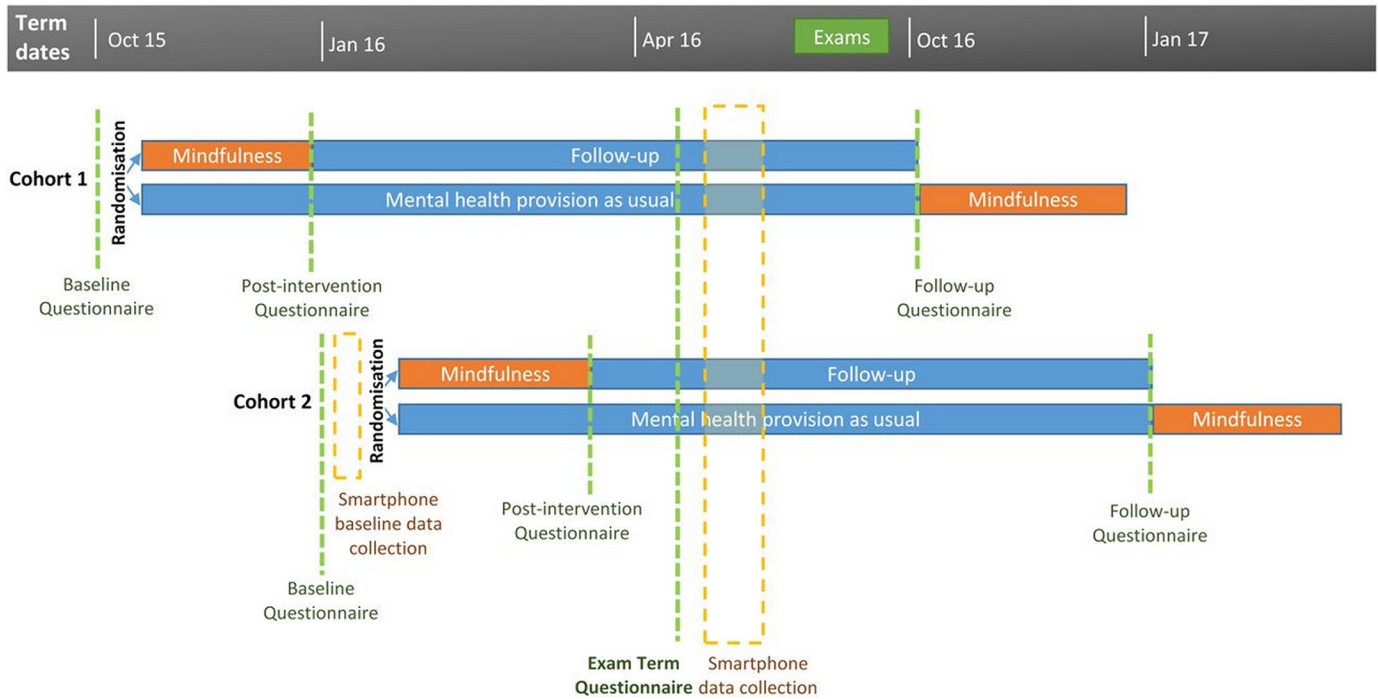 Term
dates
Oct 15
Jan 16
Apr 16
Exams
Oct 16
Jan 17
Cohort 1
Randomisation
Mindfulness
Follow-up
Mental health provision as usual
Mindfulness
Baseline
Questionnaire
Post-intervention
Questionnaire
Follow-up
Questionnaire
Cohort 2
Randomisation
Mindfulness
Follow-up
Mental health provision as usual
Mindfulness
Smartphone
baseline data
collection
Post-intervention
Questionnaire
Follow-up
Questionnaire
Baseline
Questionnaire
Exam Term
Questionnaire
Smartphone
data collection